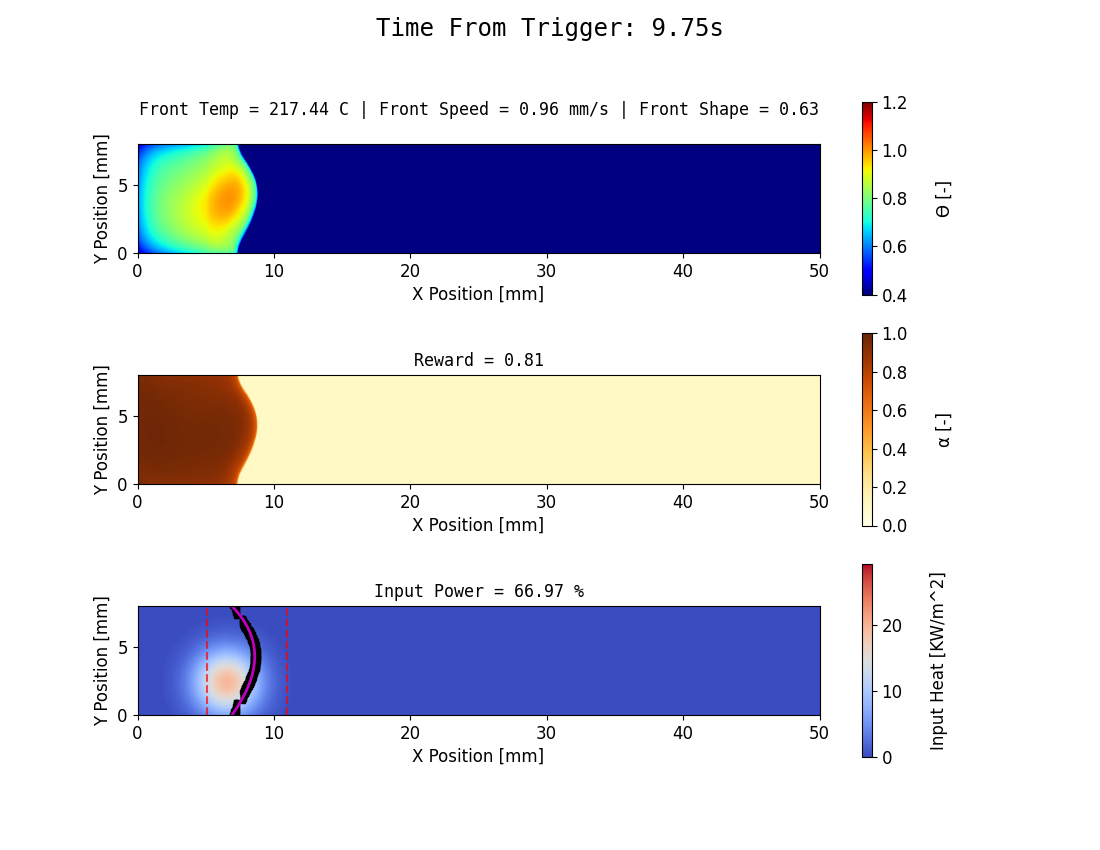 Time From Trigger: 9.75s
Front Temp = 217.44 C | Front Speed = 0.96 mm/s | Front Shape = 0.63
Y Position [mm]
5
0
0 10 20 30 40 50
X Position [mm]
1.2
1.0
0.8
0.6
0.4
Θ [-]
Reward = 0.81
Y Position [mm]
5
0
0 10 20 30 40 50
X Position [mm]
1.0
0.8
0.6
0.4
0.2
0.0
α [-]
Input Power = 66.97 %
Y Position [mm]
5
0
0 10 20 30 40 50
X Position [mm]
20
10
0
Input Heat [KW/m^2]